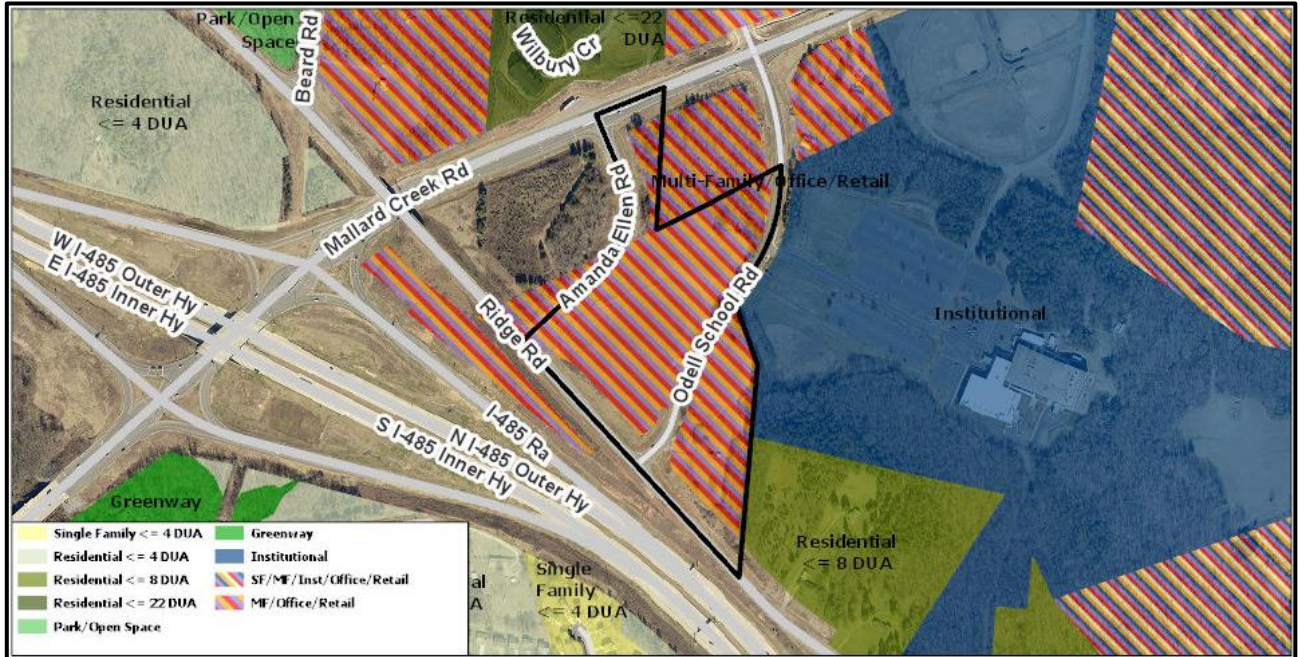 Park/Open
Space
Residential <=22
DUA
Beard Rd
Wilbury Cr
Residential
<= 4 DUA
Multi-Family/Office/Retail
Mallard Creek Rd
Amanda Ellen Rd
W I-485 Outer Hy
E I-485 Inner Hy
Ridge Rd
Odell School Rd
Institutional
I-485 Ra
N I-485 Outer Hy
S I-485 Inner Hy
Greenway
Residential
<= 8 DUA
Single
Family
<= 4 DUA
Single Family <= 4 DUA
Residential <= 4 DUA
Residential <= 8 DUA
Residential <= 22 DUA
Park/Open Space
Greenway
Institutional
SF/MF/Inst/Office/Retail
MF/Office/Retail